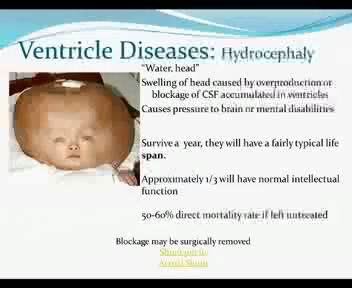 Ventricle Diseases: Hydrocephaly
"Water, head"
Swelling of head caused by overproduction or
blockage of CSF accumulated in ventricles
Causes pressure to brain or mental disabilities
Survive a year, they will have a fairly typical life
span.
Approximately 1/3 will have normal intellectual
function
50-60% direct mortality rate if left untreated
Blockage may be surgically removed
Shunt
Shunt